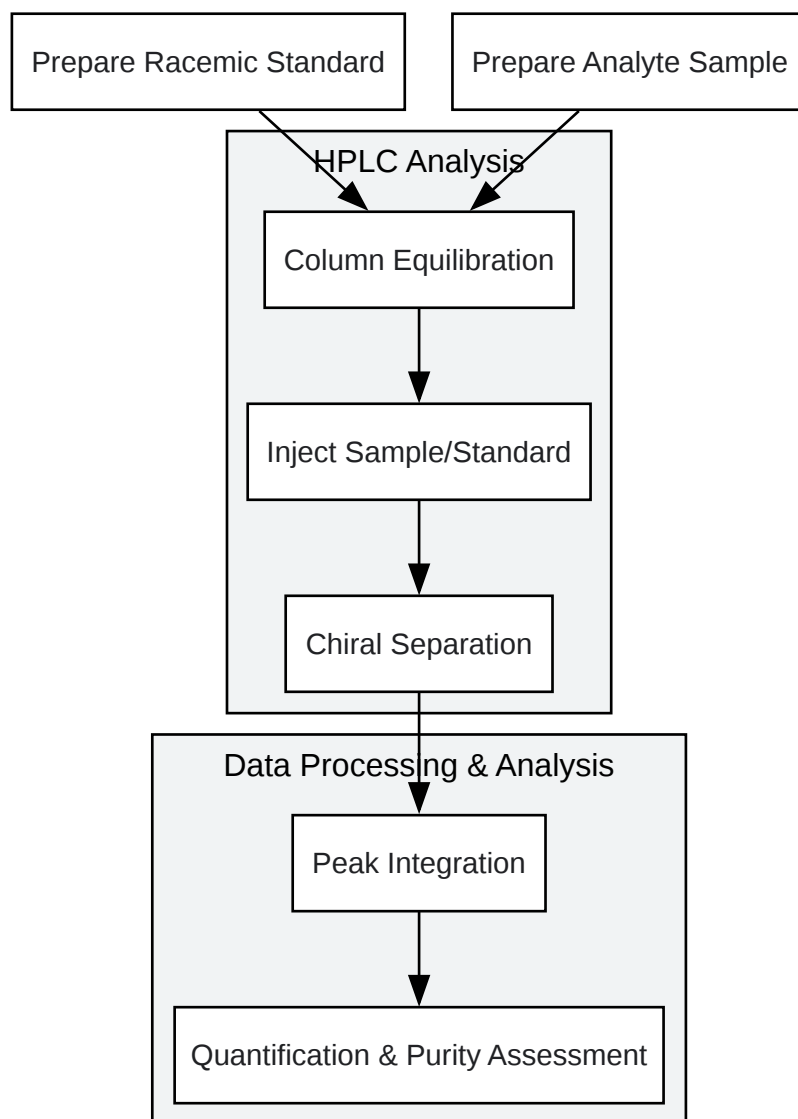 Prepare Racemic Standard
Prepare Analyte Sample
HPLC Analysis
Column Equilibration
Inject Sample/Standard
Chiral Separation
Data Processing & Analysis
Peak Integration
Quantification & Purity Assessment